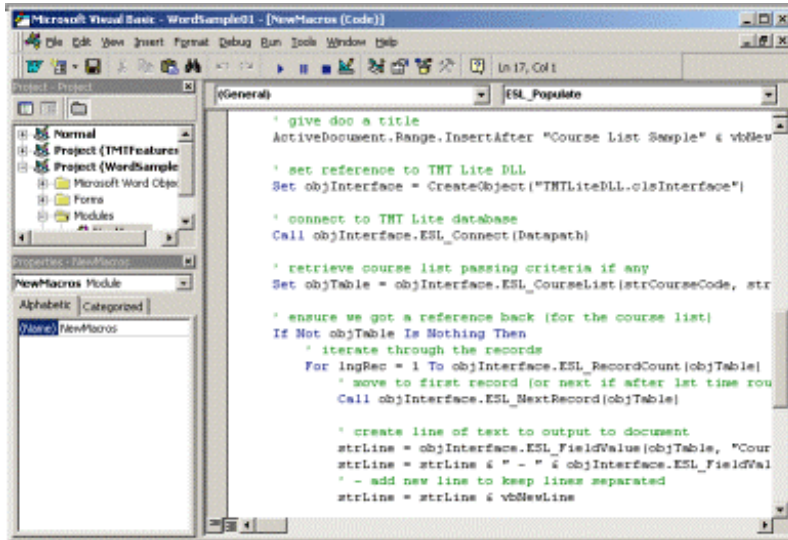 Microsoft Visual Basic - WordSample01 - [NewMacros (Code)]
File Edit View Insert Format Debug Run Tools Window Help
Ln 17, Col 1
Project - Project
Normal
Project (TMTFeatures
Project (WordSample
Microsoft Word Objec
Forms
Modules
Properties - NewMacros
NewMacros Module
Alphabetic Categorized
(Name) NewMacros
(General) ESL_Populate
' give doc a title
ActiveDocument.Range.InsertAfter "Course List Sample" & vbNew
' set reference to TMT Lite DLL
Set objInterface = CreateObject("TMTLiteDLL.clsInterface")
' connect to TMT Lite database
Call objInterface.ESL_Connect(Datapath)
' retrieve course list passing criteria if any
Set objTable = objInterface.ESL_CourseList(strCourseCode, str
' ensure we got a reference back (for the course list)
If Not objTable Is Nothing Then
' iterate through the records
For lngRec = 1 To objInterface.ESL_RecordCount(objTable)
' move to first record (or next if after 1st time rou
Call objInterface.ESL_NextRecord(objTable)
' create line of text to output to document
strLine = objInterface.ESL_FieldValue(objTable, "Cour
strLine = strLine & " - " & objInterface.ESL_FieldVal
' - add new line to keep lines separated
strLine = strLine & vbNewLine